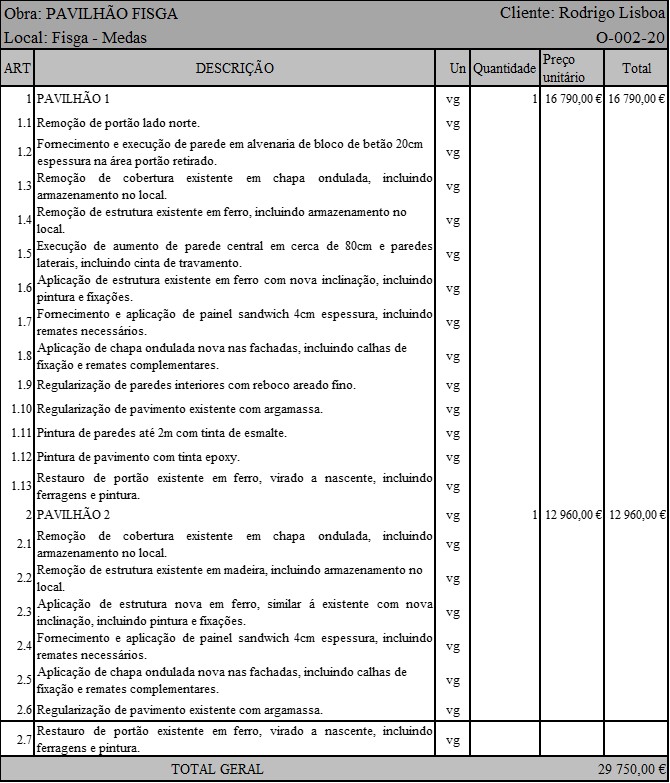 Obra: PAVILHÃO FISGA Cliente: Rodrigo Lisboa
Local: Fisga - Medas O-002-20
ART DESCRIÇÃO Un Quantidade Preço unitário Total
1 PAVILHÃO 1 vg 1 16 790,00 € 16 790,00 €
1.1 Remoção de portão lado norte. vg
1.2 Fornecimento e execução de parede em alvenaria de bloco de betão 20cm
espessura na área portão retirado. vg
1.3 Remoção de cobertura existente em chapa ondulada, incluindo
armazenamento no local. vg
1.4 Remoção de estrutura existente em ferro, incluindo armazenamento no
local. vg
1.5 Execução de aumento de parede central em cerca de 80cm e paredes
laterais, incluindo cinta de travamento. vg
1.6 Aplicação de estrutura existente em ferro com nova inclinação, incluindo
pintura e fixações. vg
1.7 Fornecimento e aplicação de painel sandwich 4cm espessura, incluindo
remates necessários. vg
1.8 Aplicação de chapa ondulada nova nas fachadas, incluindo calhas de
fixação e remates complementares. vg
1.9 Regularização de paredes interiores com reboco areado fino. vg
1.10 Regularização de pavimento existente com argamassa. vg
1.11 Pintura de paredes até 2m com tinta de esmalte. vg
1.12 Pintura de pavimento com tinta epoxy. vg
1.13 Restauro de portão existente em ferro, virado a nascente, incluindo
ferragens e pintura. vg
2 PAVILHÃO 2 vg 1 12 960,00 € 12 960,00 €
2.1 Remoção de cobertura existente em chapa ondulada, incluindo
armazenamento no local. vg
2.2 Remoção de estrutura existente em madeira, incluindo armazenamento no
local. vg
2.3 Aplicação de estrutura nova em ferro, similar á existente com nova
inclinação, incluindo pintura e fixações. vg
2.4 Fornecimento e aplicação de painel sandwich 4cm espessura, incluindo
remates necessários. vg
2.5 Aplicação de chapa ondulada nova nas fachadas, incluindo calhas de
fixação e remates complementares. vg
2.6 Regularização de pavimento existente com argamassa. vg
2.7 Restauro de portão existente em ferro, virado a nascente, incluindo
ferragens e pintura. vg
TOTAL GERAL 29 750,00 €